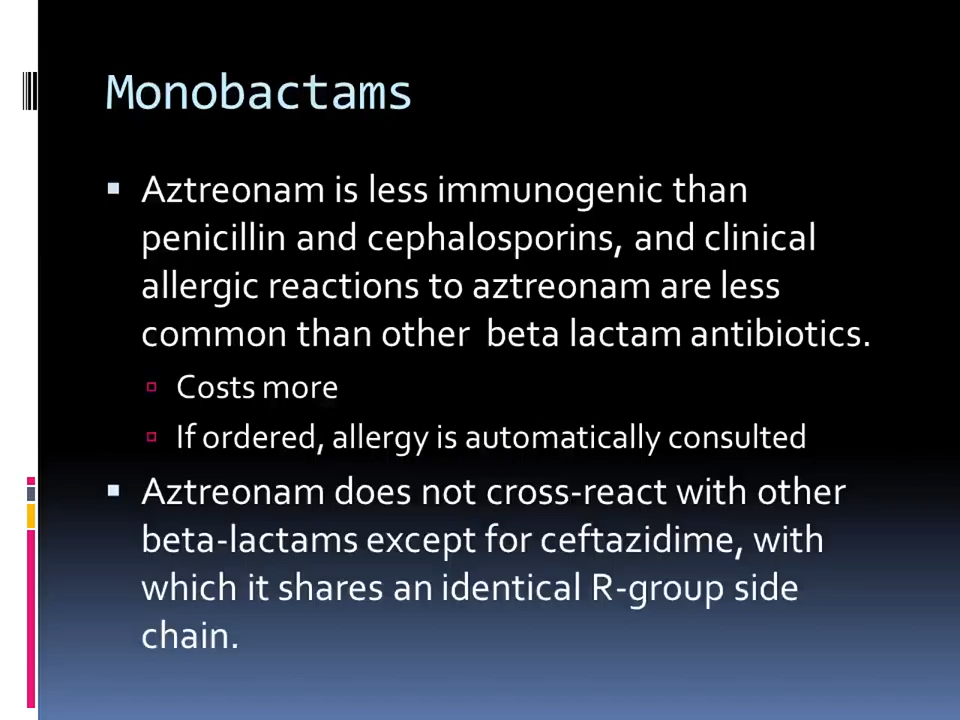 Monobactams
Aztreonam is less immunogenic than
penicillin and cephalosporins, and clinical
allergic reactions to aztreonam are less
common than other  beta lactam antibiotics.
Costs more
If ordered, allergy is automatically consulted
Aztreonam does not cross-react with other
beta-lactams except for ceftazidime, with
which it shares an identical R-group side
chain.